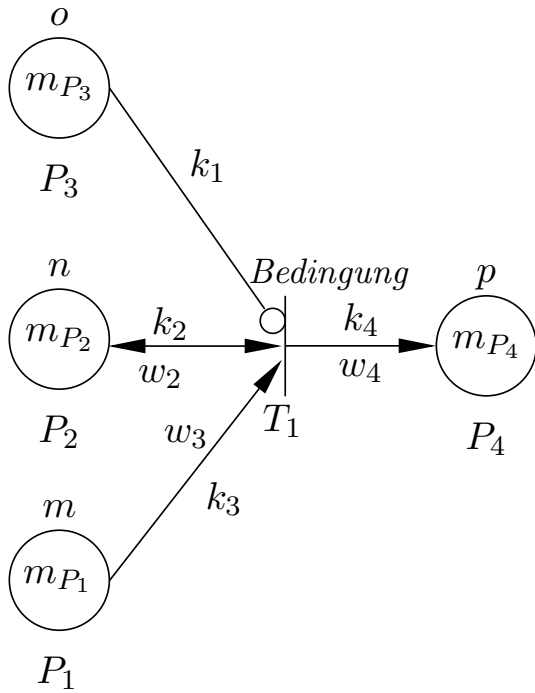 o
m_{P_3}
P_3
k_1
n
m_{P_2}
P_2
k_2
w_2
Bedingung
T_1
k_4
w_4
p
m_{P_4}
P_4
w_3
k_3
m
m_{P_1}
P_1